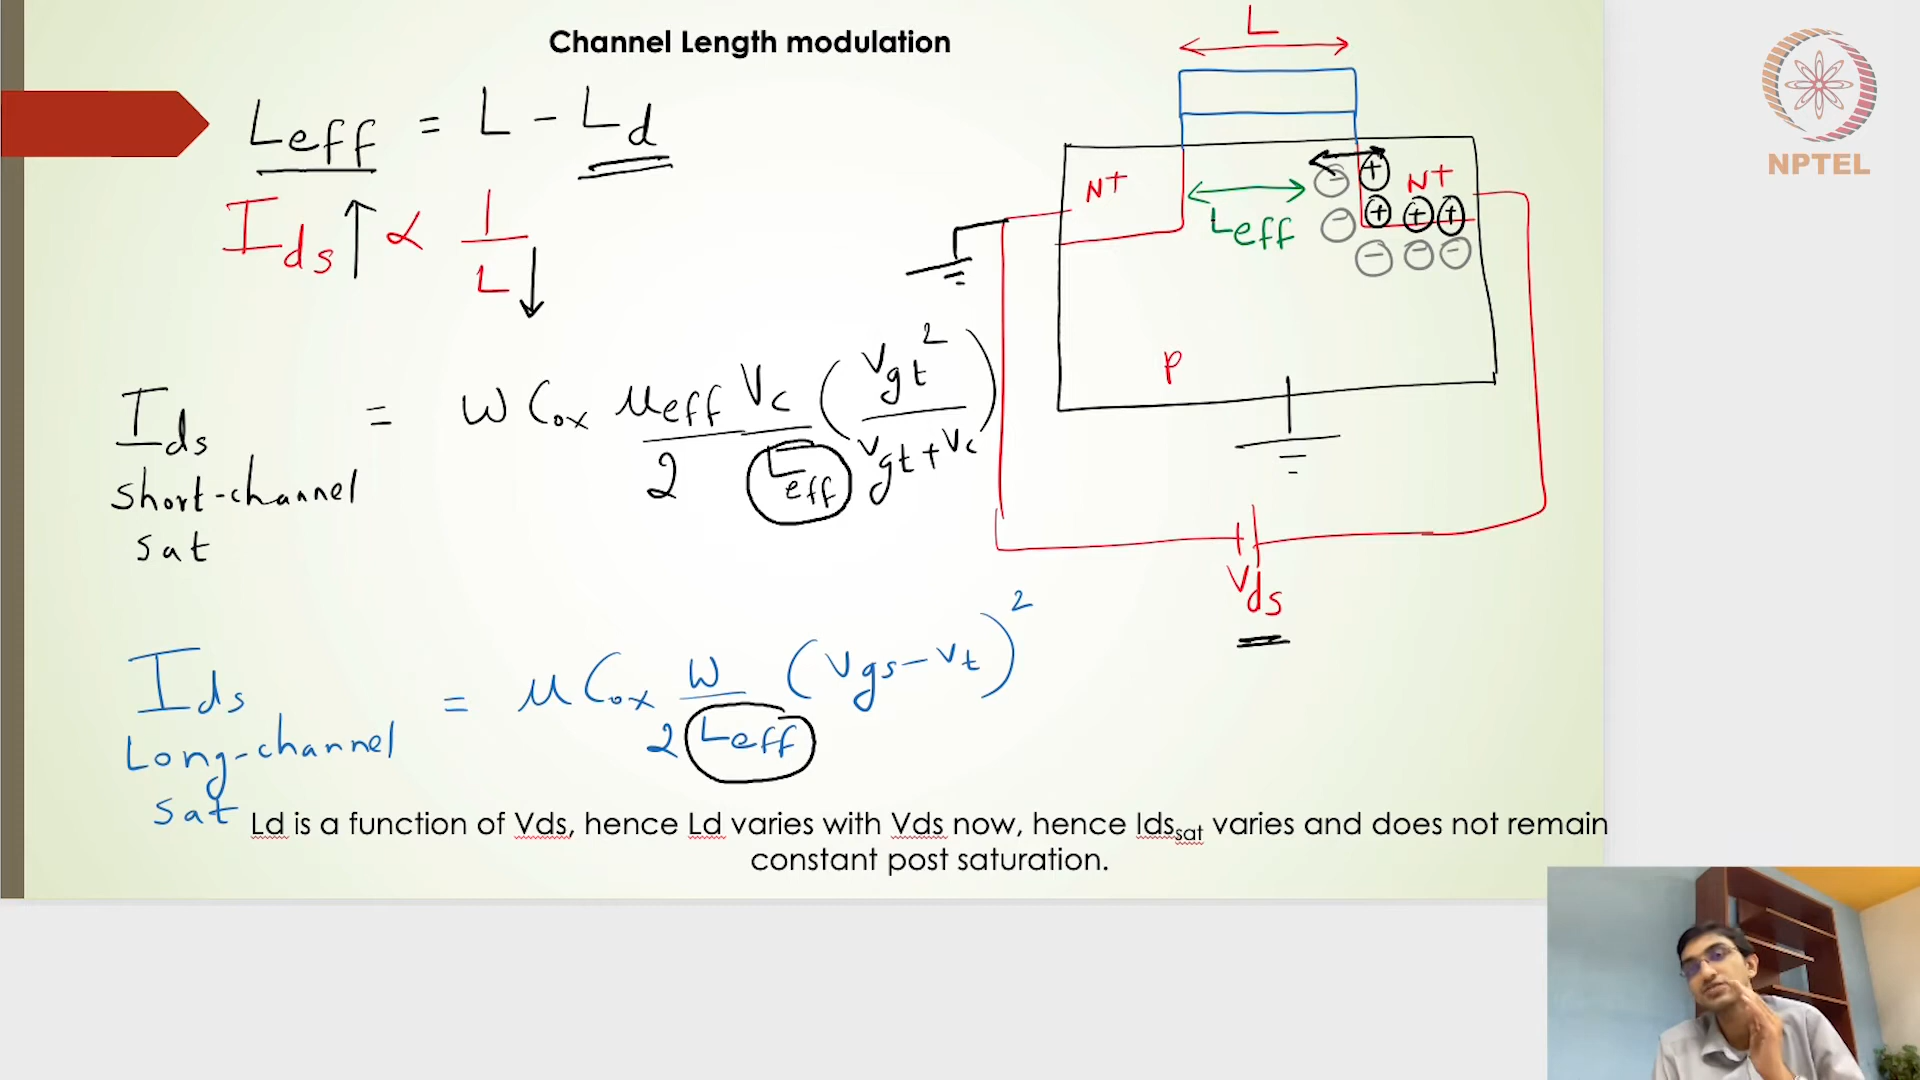 Channel Length modulation
Leff = L - Ld
Ids ↑ ∝ 1/L ↓
Ids short-channel sat = W Cox μeff Vc / 2 Leff (Vgt² / Vgt + Vc)
Ids Long-channel sat = μ Cox W / 2 Leff (Vgs - Vt)²
Ld is a function of Vds, hence Ld varies with Vds now, hence Idssat varies and does not remain
constant post saturation.
L
N+
Leff
+
N+
+ + +
- -
- - -
P
Vds
NPTEL